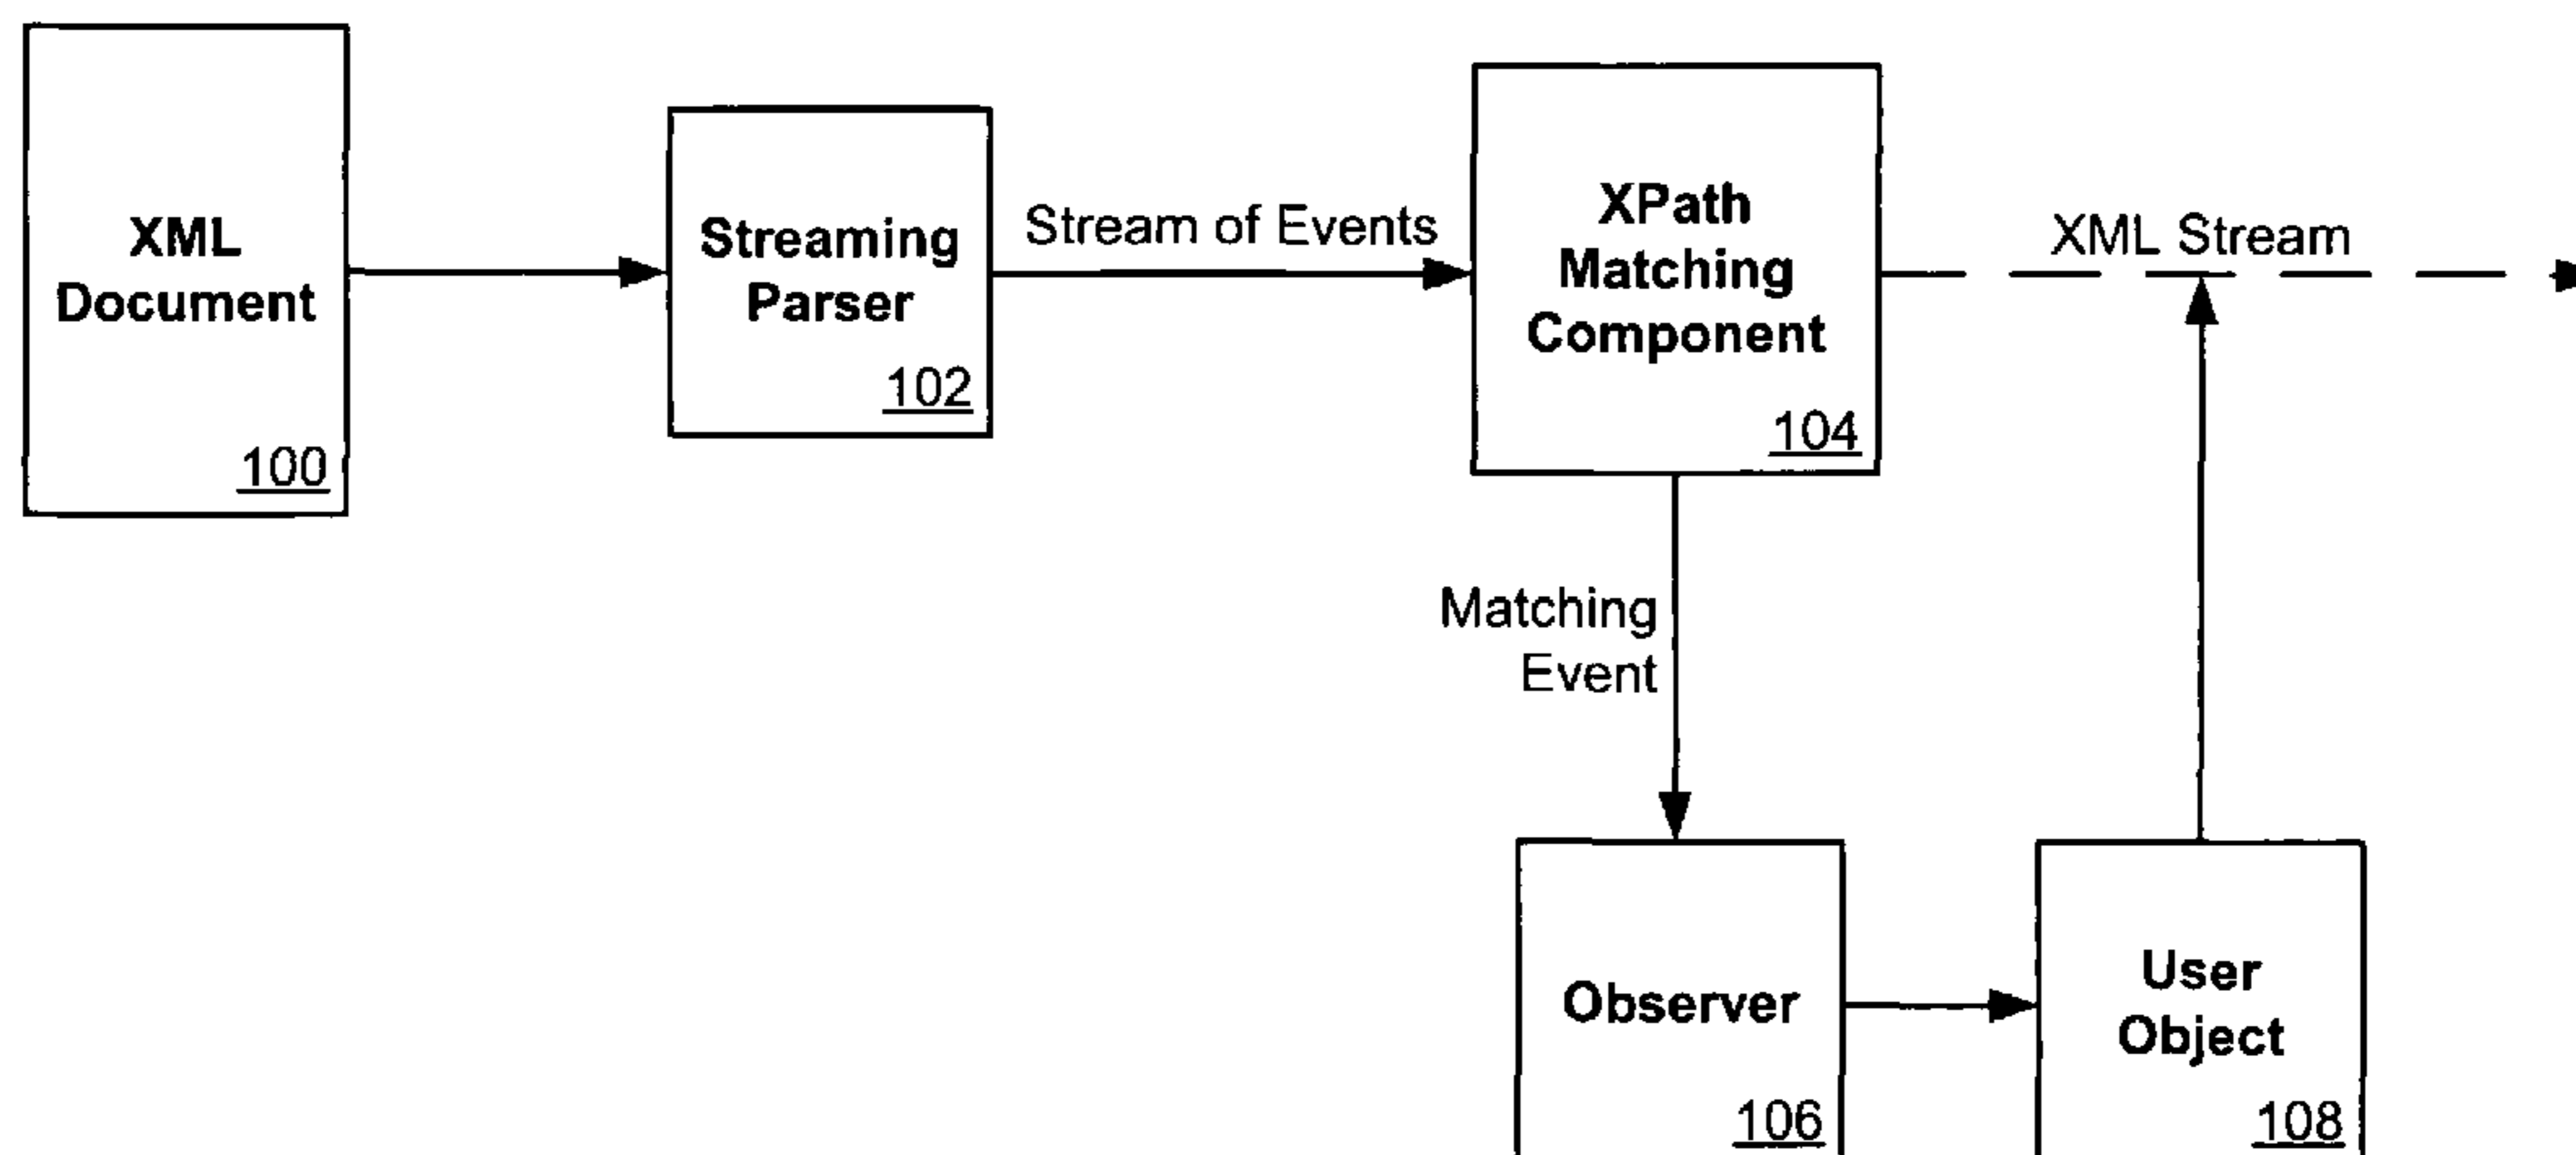 XML
Document
100
Streaming
Parser
102
Stream of Events
XPath
Matching
Component
104
XML Stream
Matching
Event
Observer
106
User
Object
108